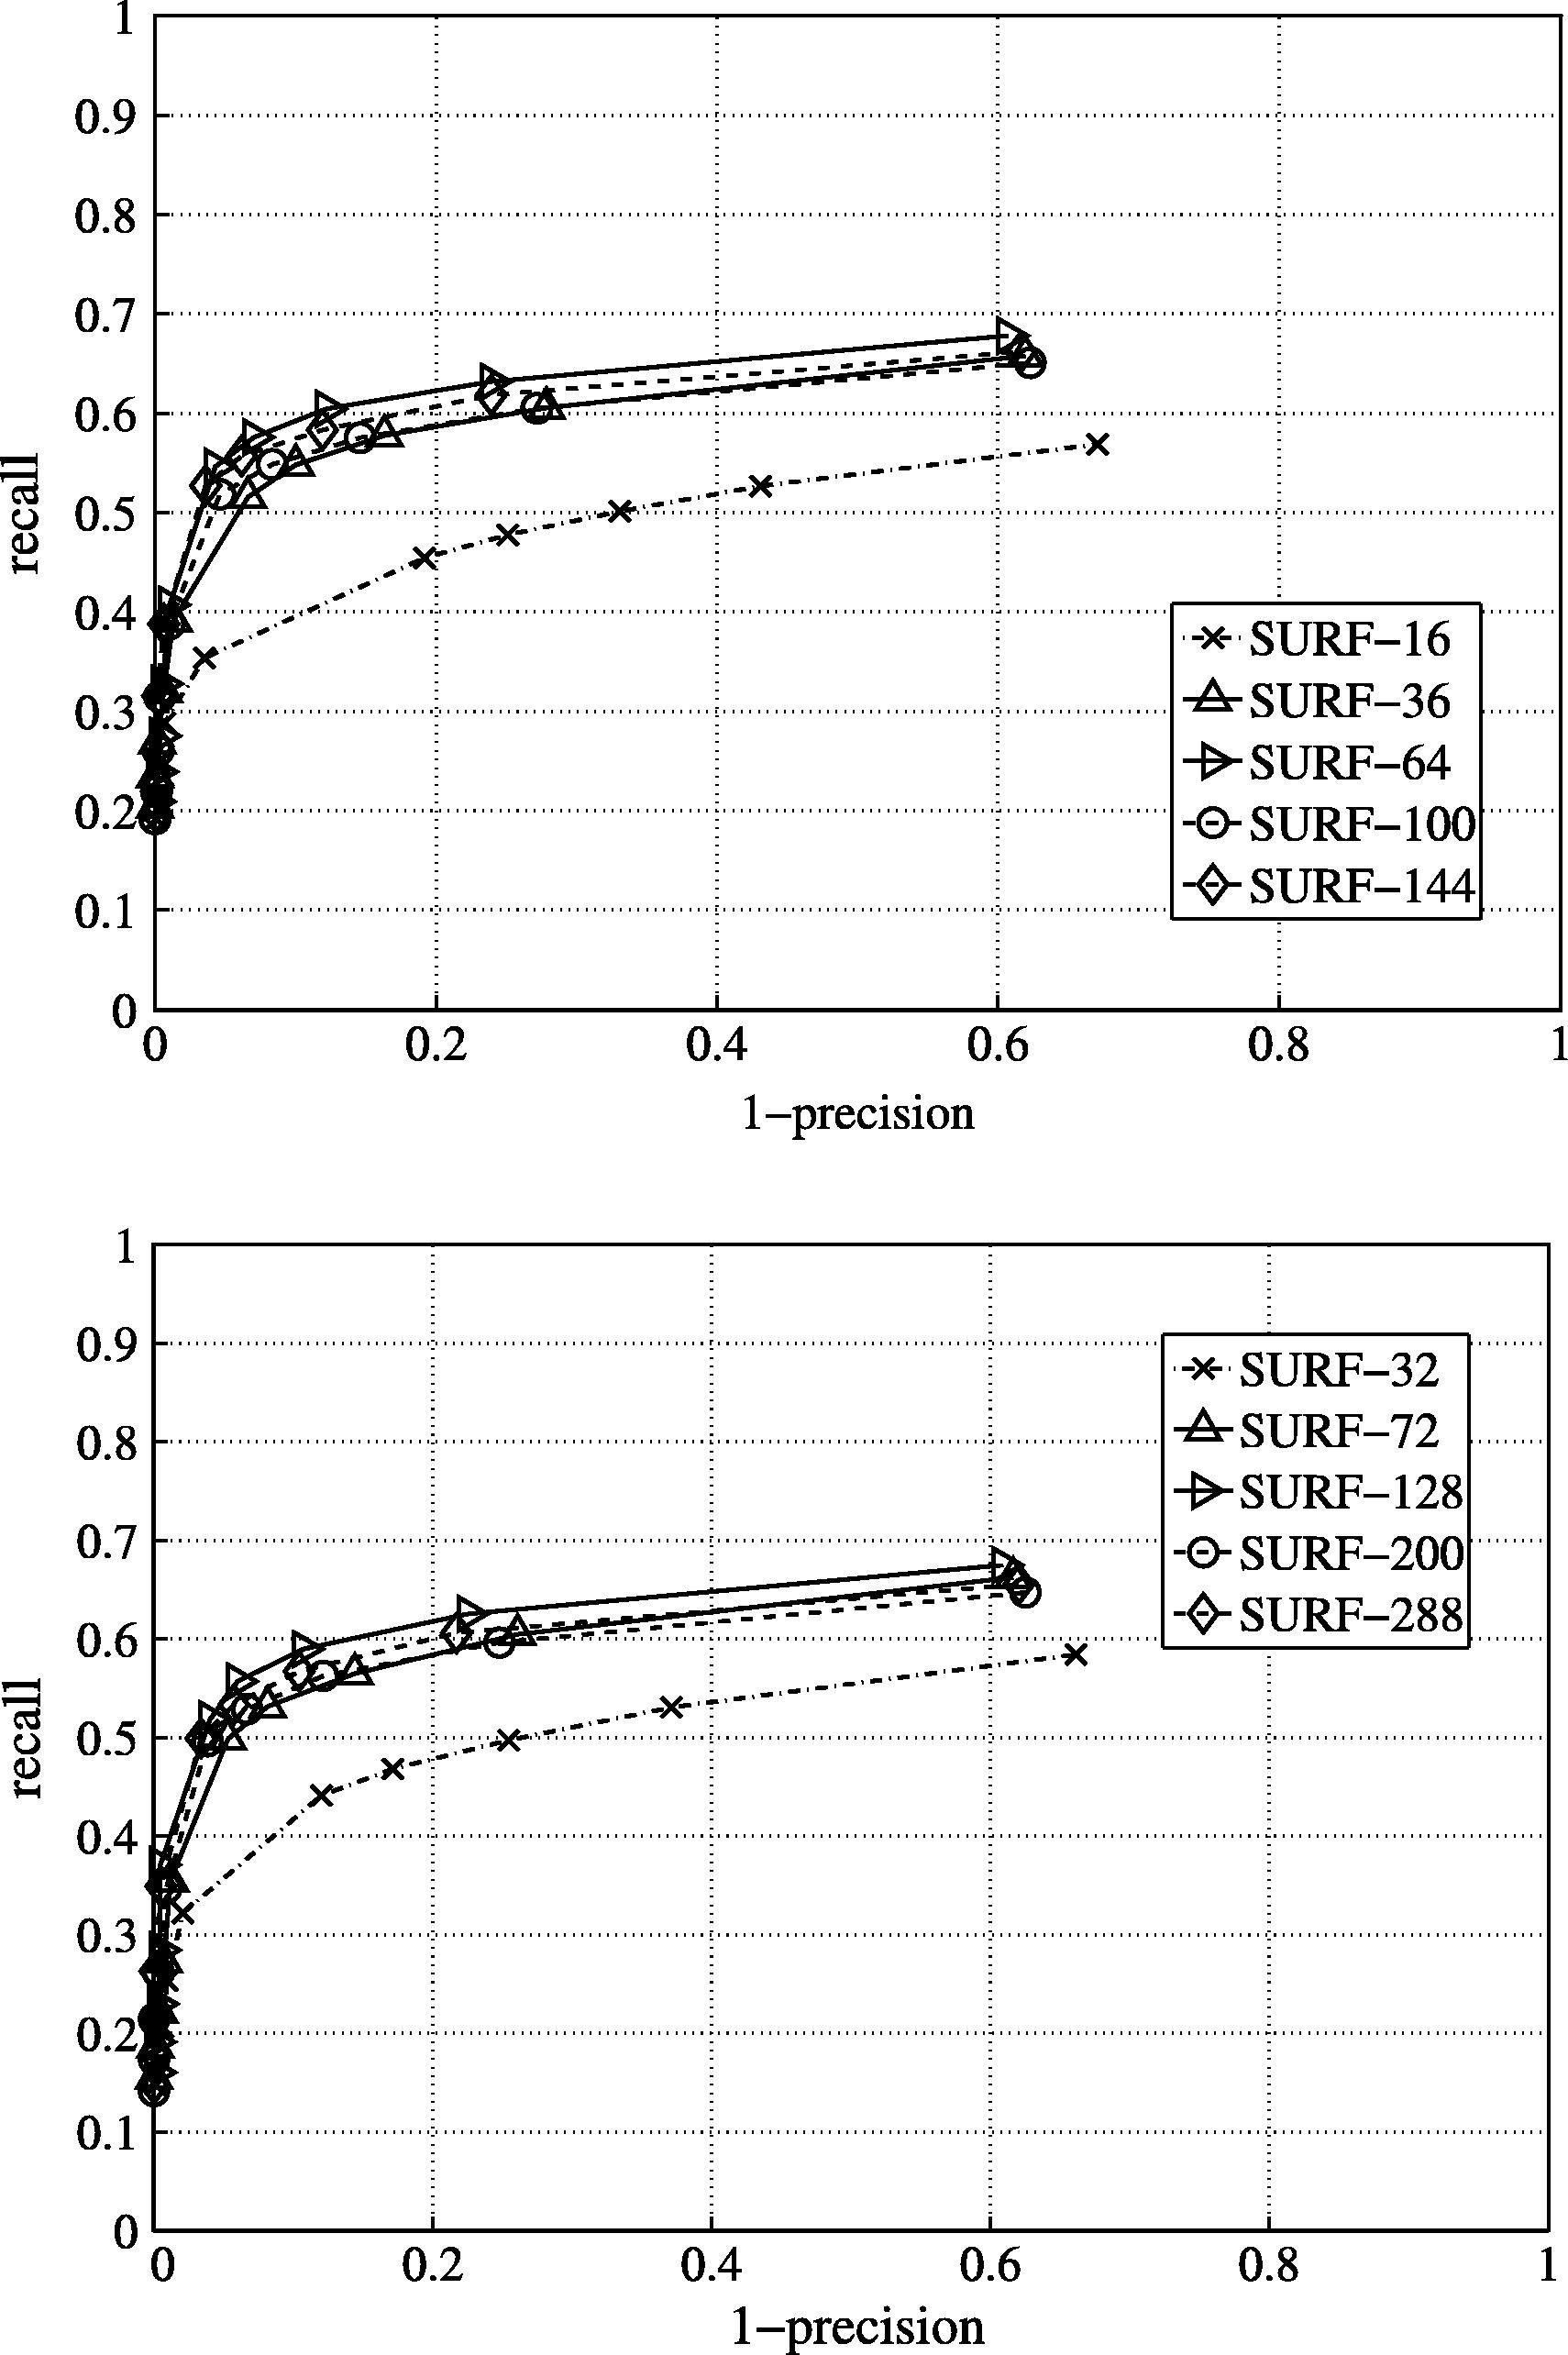 1
0.9
0.8
0.7
0.6
0.5
0.4
0.3
0.2
0.1
0
recall
SURF–16
SURF–36
SURF–64
SURF–100
SURF–144
0 0.2 0.4 0.6 0.8 1
1–precision
1
0.9
0.8
0.7
0.6
0.5
0.4
0.3
0.2
0.1
0
recall
SURF–32
SURF–72
SURF–128
SURF–200
SURF–288
0 0.2 0.4 0.6 0.8 1
1–precision